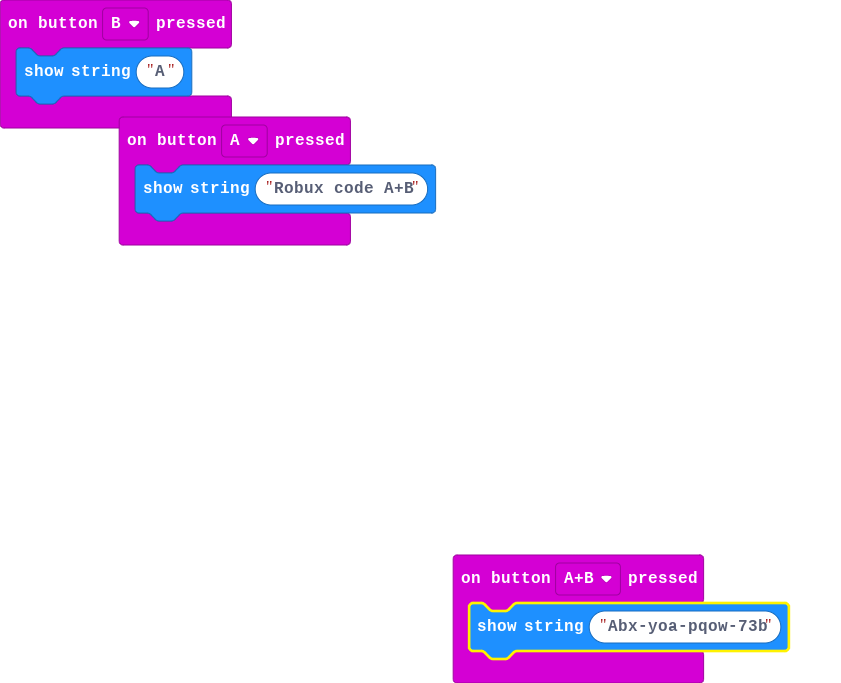 on button B pressed
show string "A"
on button A pressed
show string "Robux code A+B"
on button A+B pressed
show string "Abx-yoa-pqow-73b"